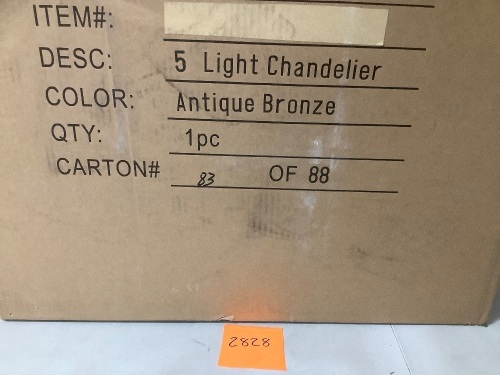 ITEM#:
DESC: 5 Light Chandelier
COLOR: Antique Bronze
QTY: 1pc
CARTON# 83 OF 88
2828